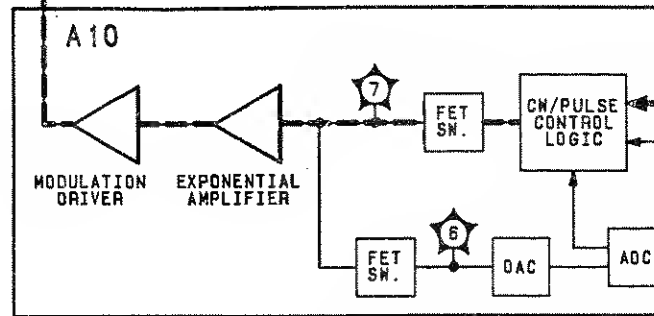 A10
7
FET
SW.
CW/PULSE
CONTROL
LOGIC
MODULATION
DRIVER
EXPONENTIAL
AMPLIFIER
6
FET
SW.
DAC
ADC